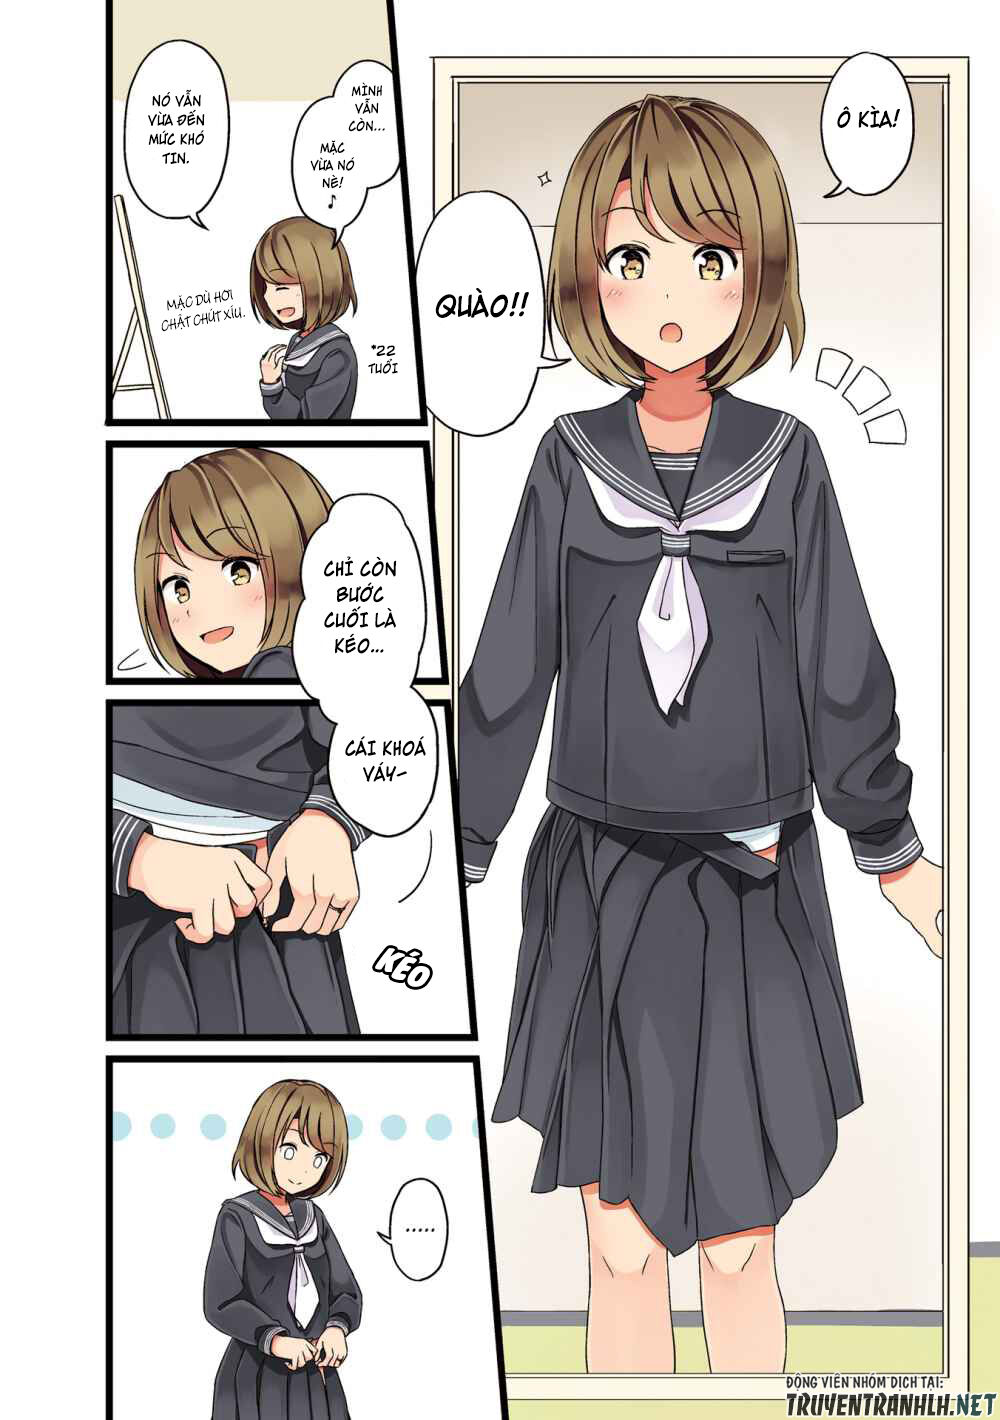 Ô KÌA!
QUÀO!!
MÌNH
VẪN
CÒN...
MẶC
VỪA NÓ
NÈ!
♪
NÓ VẪN
VỪA ĐẾN
MỨC KHÓ
TIN.
MẶC DÙ HƠI
CHẬT CHÚT XÍU.
*22
TUỔI
CHỈ CÒN
BƯỚC
CUỐI LÀ
KÉO...
CÁI KHOÁ
VÁY~
KÉO
.....
ĐỘNG VIÊN NHÓM DỊCH TẠI:
TRUYENTRANHLH.NET